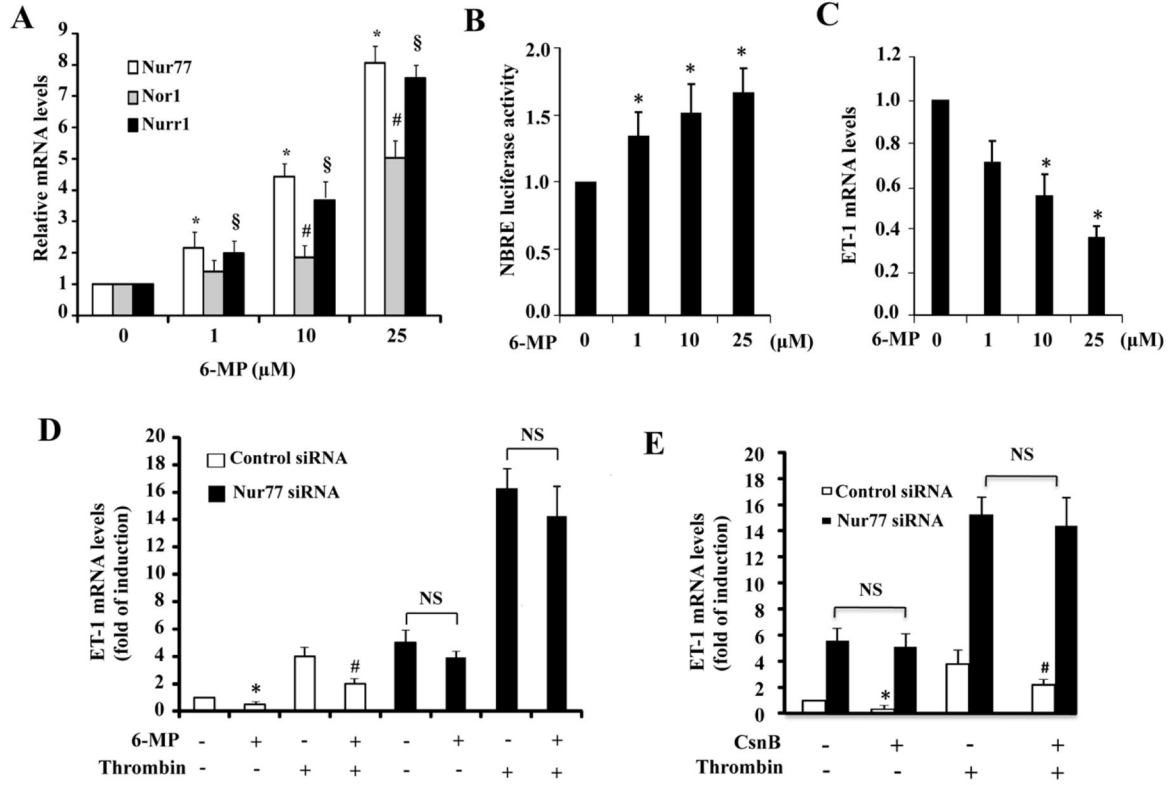 A
Relative mRNA levels
9
8
7
6
5
4
3
2
1
0
Nur77
Nor1
Nurr1
* § * # § * # §
0 1 10 25
6-MP (µM)
B
NBRE luciferase activity
2.0
1.5
1.0
0.5
0.0
* * *
6-MP 0 1 10 25 (µM)
C
ET-1 mRNA levels
1.2
1.0
0.8
0.6
0.4
0.2
0.0
* *
6-MP 0 1 10 25 (µM)
D
ET-1 mRNA levels
(fold of induction)
20
18
16
14
12
10
8
6
4
2
0
Control siRNA
Nur77 siRNA
* # NS NS
6-MP - + - + - + - +
Thrombin - - + + - - + +
E
ET-1 mRNA levels
(fold of induction)
20
18
16
14
12
10
8
6
4
2
0
Control siRNA
Nur77 siRNA
NS * NS #
CsnB - + - +
Thrombin - - + +